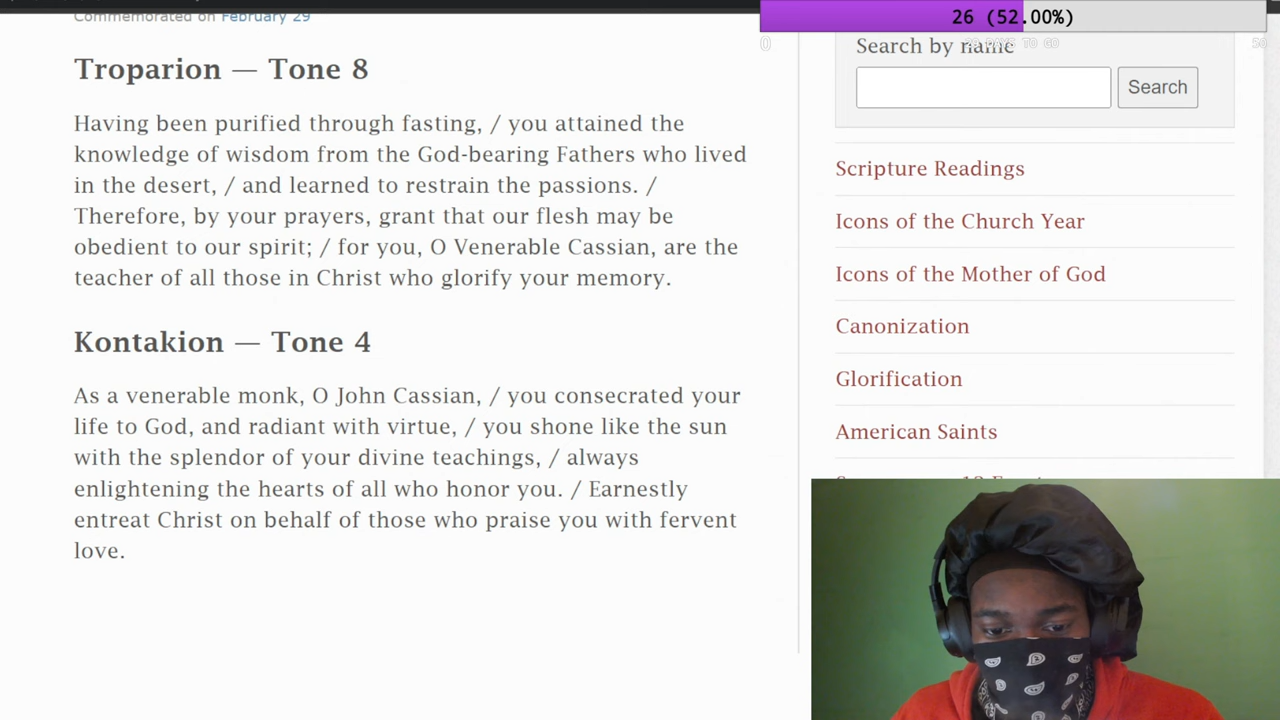 Commemorated on February 29
26 (52.00%)
0
26 DAYS TO GO
50
Troparion — Tone 8
Having been purified through fasting, / you attained the
knowledge of wisdom from the God-bearing Fathers who lived
in the desert, / and learned to restrain the passions. /
Therefore, by your prayers, grant that our flesh may be
obedient to our spirit; / for you, O Venerable Cassian, are the
teacher of all those in Christ who glorify your memory.
Kontakion — Tone 4
As a venerable monk, O John Cassian, / you consecrated your
life to God, and radiant with virtue, / you shone like the sun
with the splendor of your divine teachings, / always
enlightening the hearts of all who honor you. / Earnestly
entreat Christ on behalf of those who praise you with fervent
love.
Search by name
Search
Scripture Readings
Icons of the Church Year
Icons of the Mother of God
Canonization
Glorification
American Saints